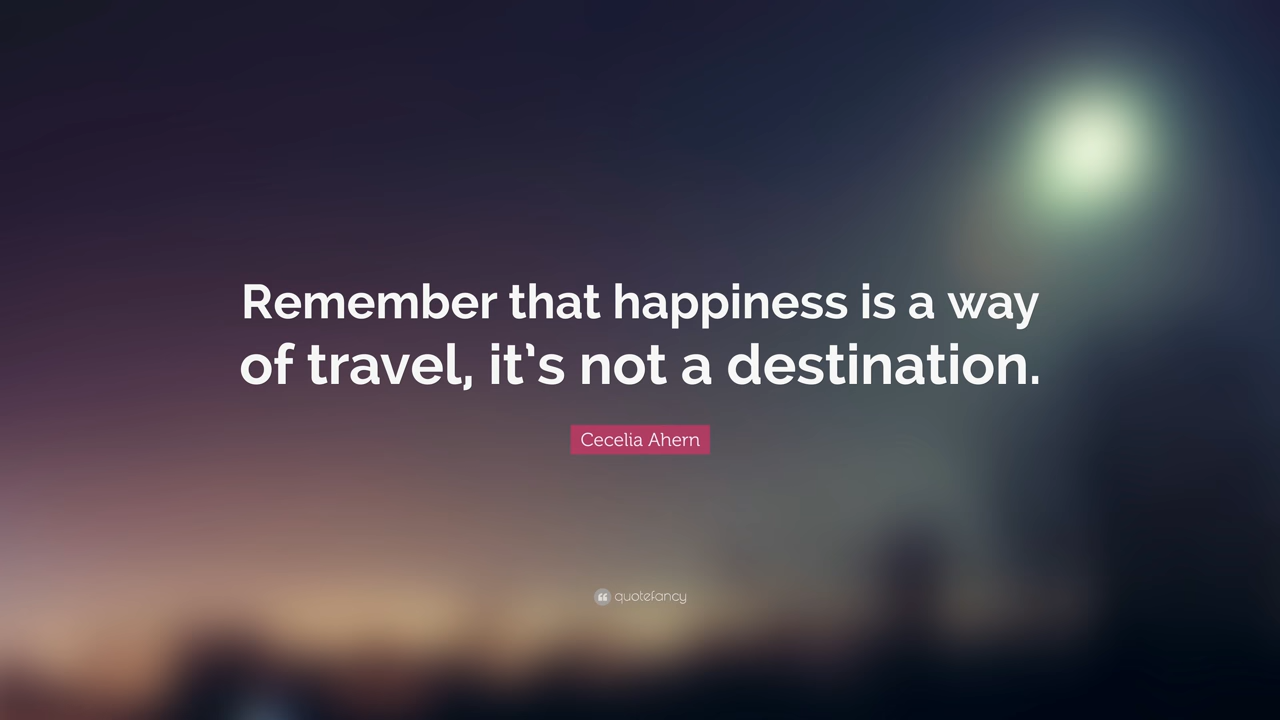 Remember that happiness is a way
of travel, it’s not a destination.
Cecelia Ahern
quotefancy